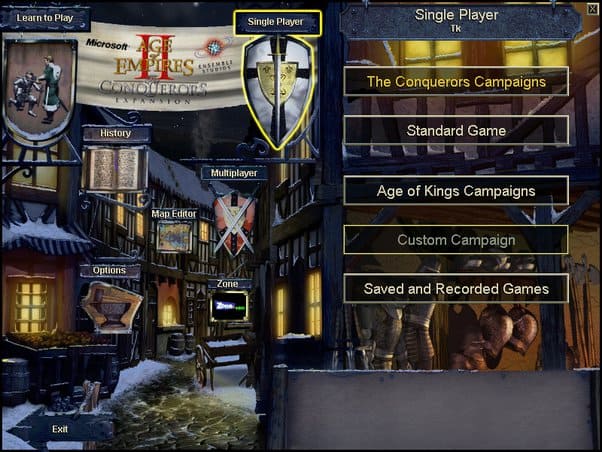 Learn to Play
Single Player
Microsoft
AGE
OF
EMPIRES
II
THE
CONQUERORS
EXPANSION
ENSEMBLE
STUDIOS
History
Multiplayer
Map Editor
Options
Zone
Zone
Exit
Single Player
Tk
The Conquerors Campaigns
Standard Game
Age of Kings Campaigns
Custom Campaign
Saved and Recorded Games
X